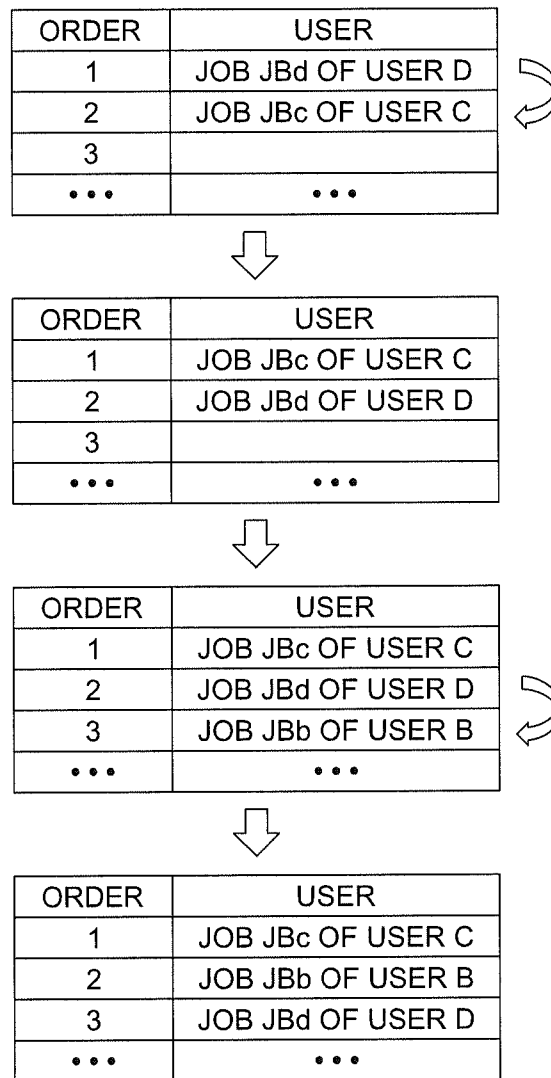 ORDER USER
1 JOB JBd OF USER D
2 JOB JBc OF USER C
3
••• •••
ORDER USER
1 JOB JBc OF USER C
2 JOB JBd OF USER D
3
••• •••
ORDER USER
1 JOB JBc OF USER C
2 JOB JBd OF USER D
3 JOB JBb OF USER B
••• •••
ORDER USER
1 JOB JBc OF USER C
2 JOB JBb OF USER B
3 JOB JBd OF USER D
••• •••